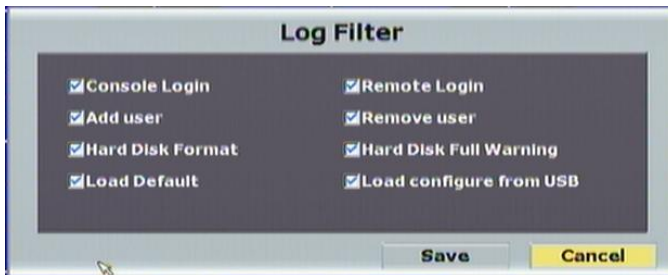 Log Filter
Console Login Remote Login
Add user Remove user
Hard Disk Format Hard Disk Full Warning
Load Default Load configure from USB
Save Cancel